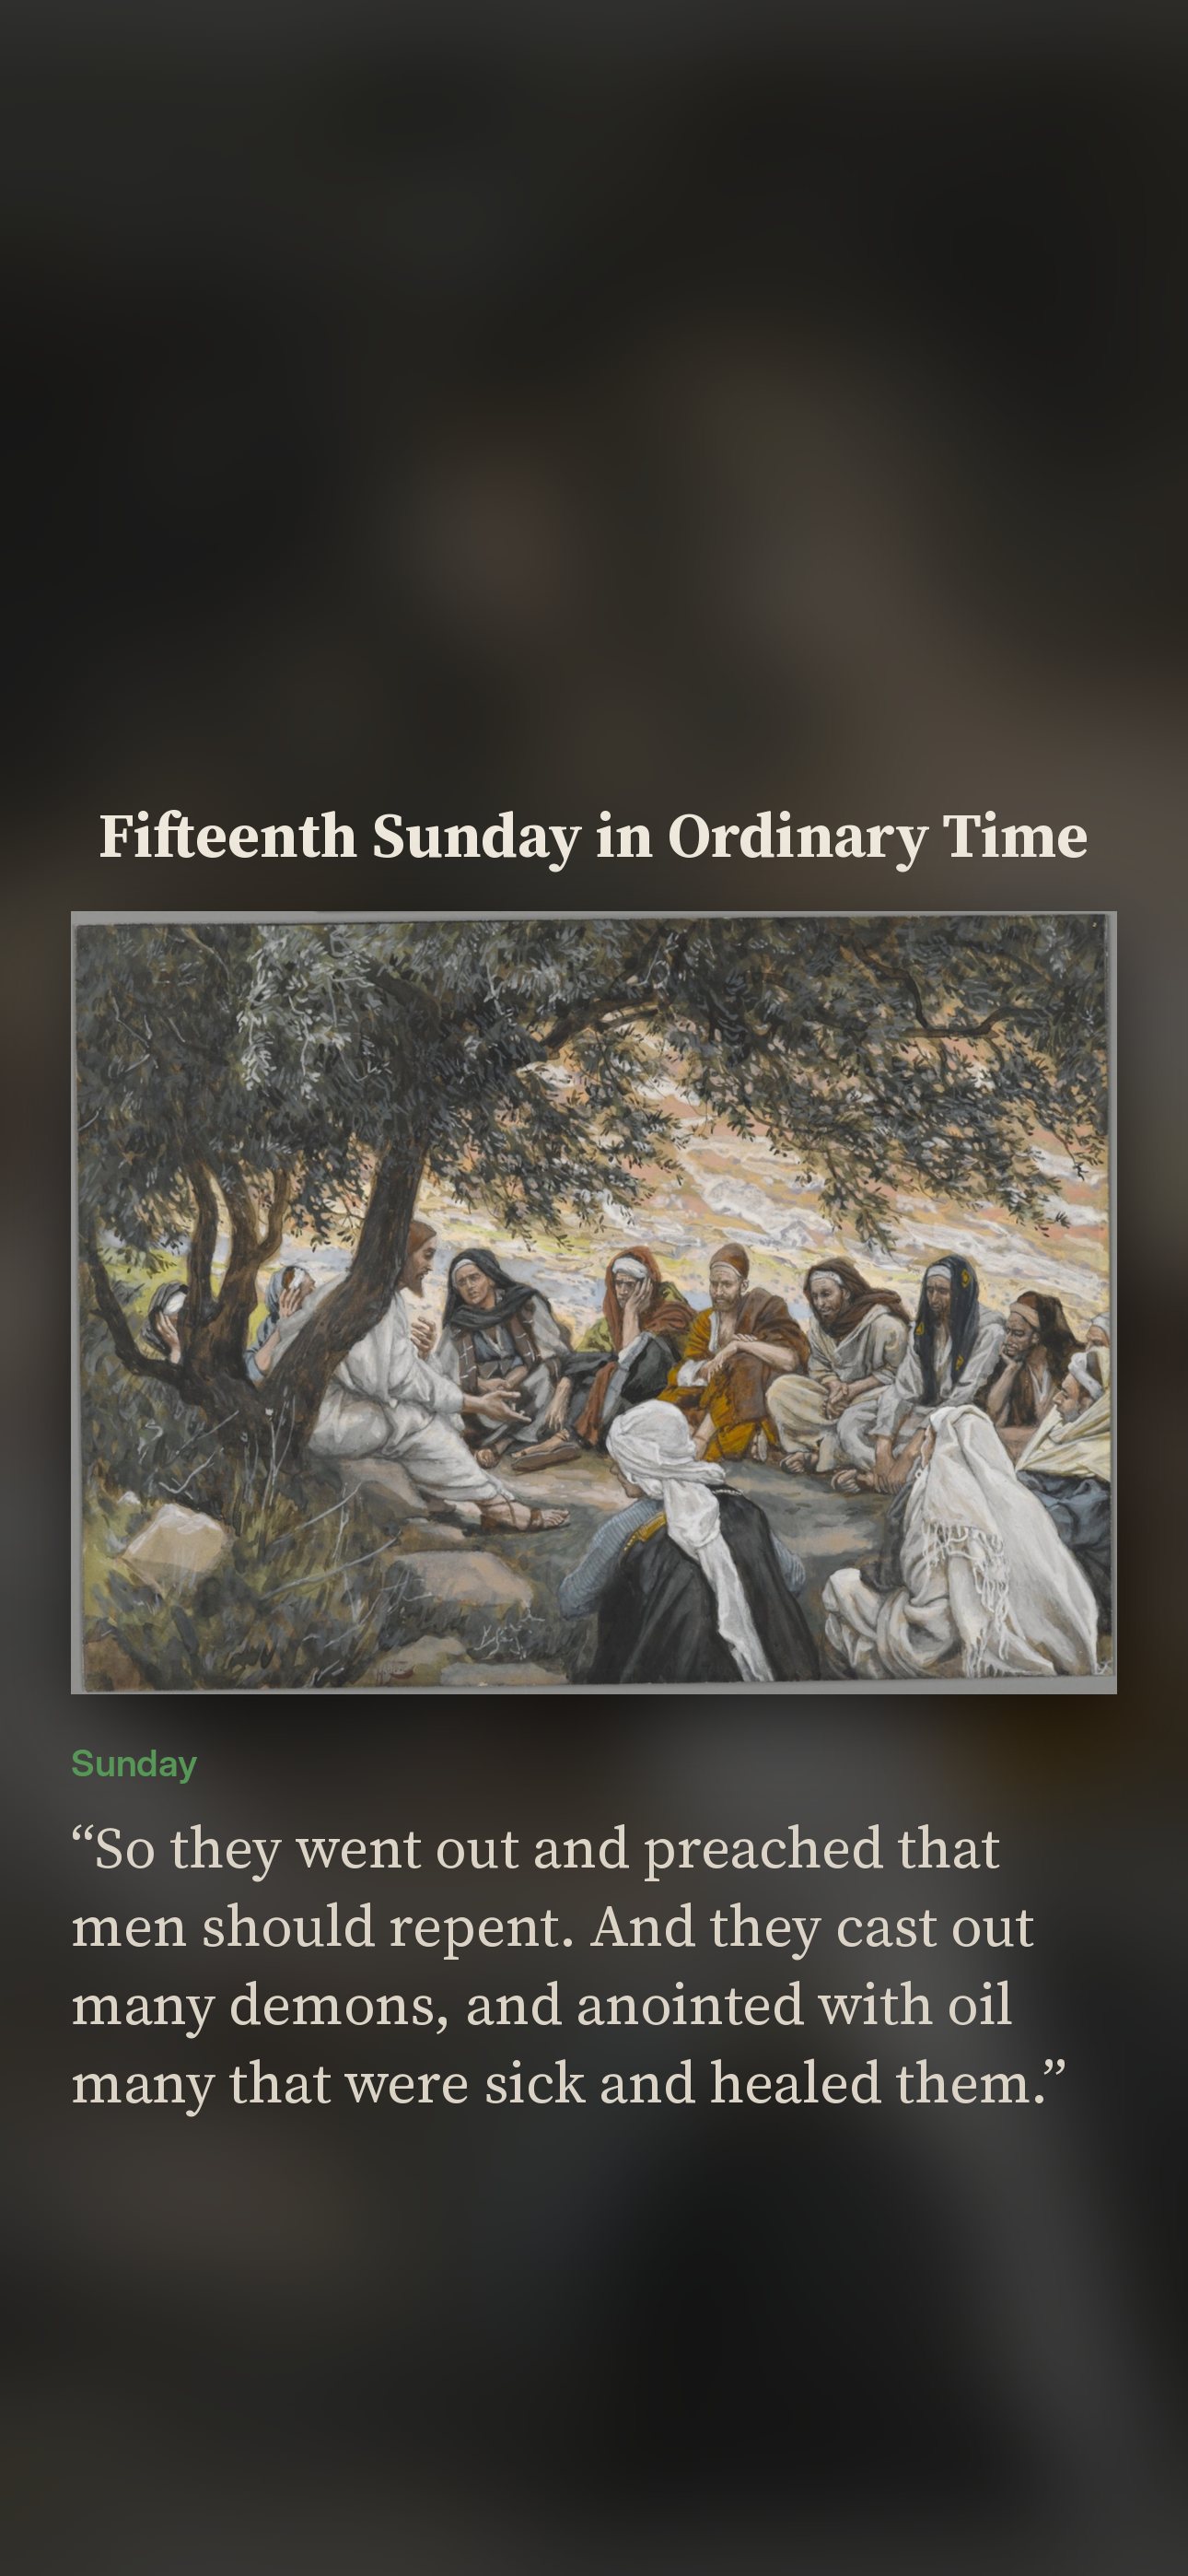 Fifteenth Sunday in Ordinary Time
Sunday
“So they went out and preached that
men should repent. And they cast out
many demons, and anointed with oil
many that were sick and healed them.”